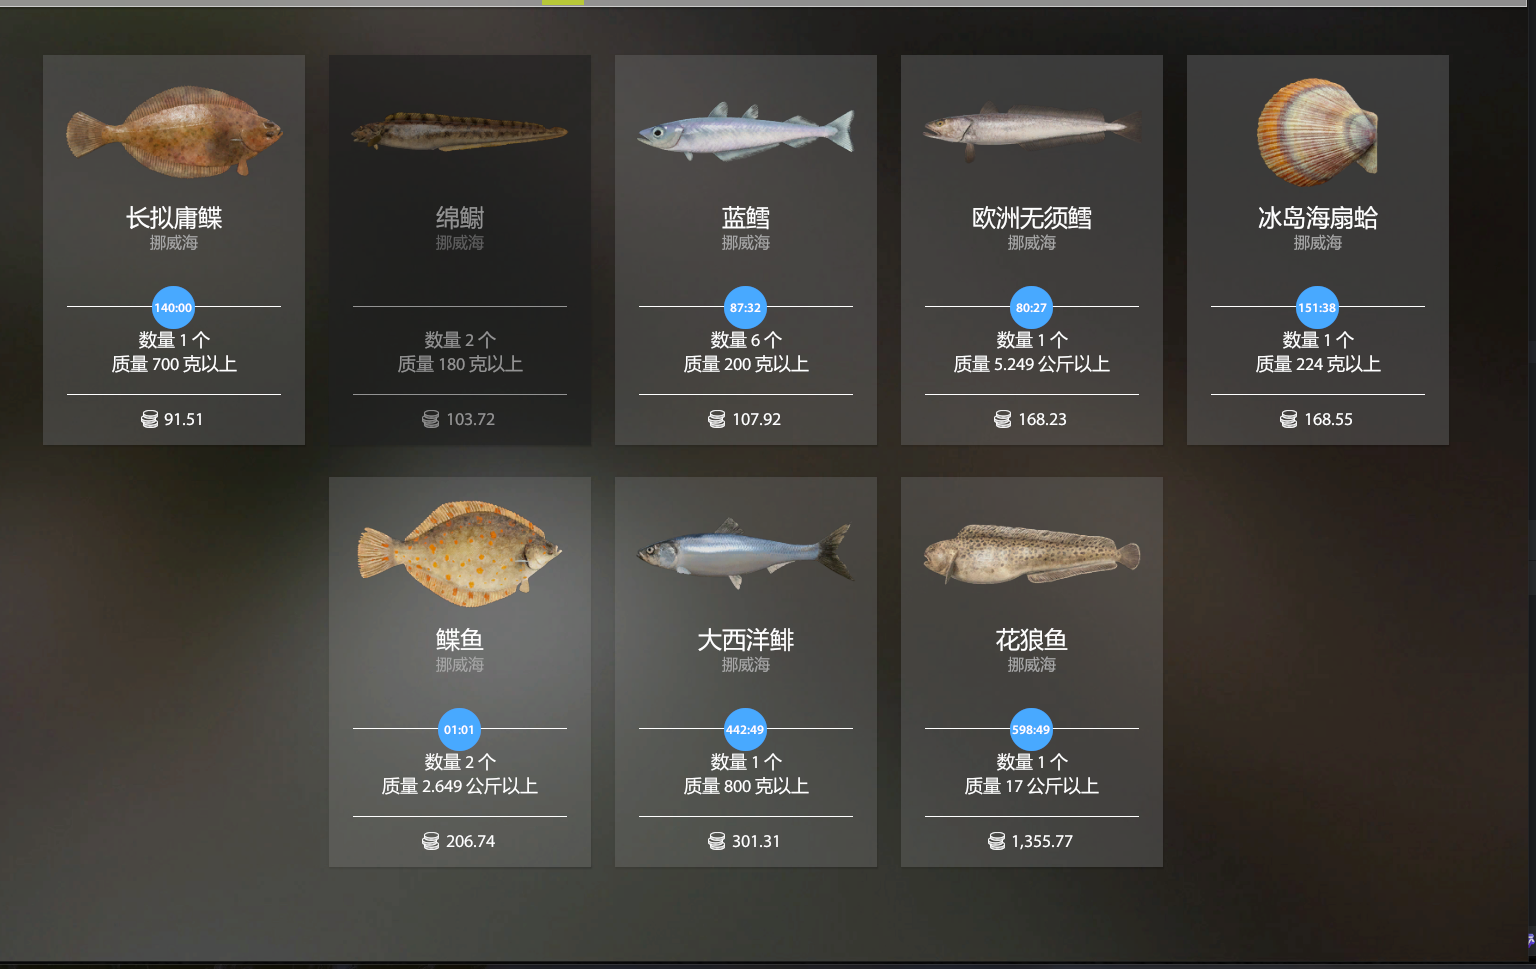 长拟庸鲽
挪威海
140:00
数量 1 个
质量 700 克以上
91.51
绵鳚
挪威海
数量 2 个
质量 180 克以上
103.72
蓝鳕
挪威海
87:32
数量 6 个
质量 200 克以上
107.92
欧洲无须鳕
挪威海
80:27
数量 1 个
质量 5.249 公斤以上
168.23
冰岛海扇蛤
挪威海
151:38
数量 1 个
质量 224 克以上
168.55
鲽鱼
挪威海
01:01
数量 2 个
质量 2.649 公斤以上
206.74
大西洋鲱
挪威海
442:49
数量 1 个
质量 800 克以上
301.31
花狼鱼
挪威海
598:49
数量 1 个
质量 17 公斤以上
1,355.77